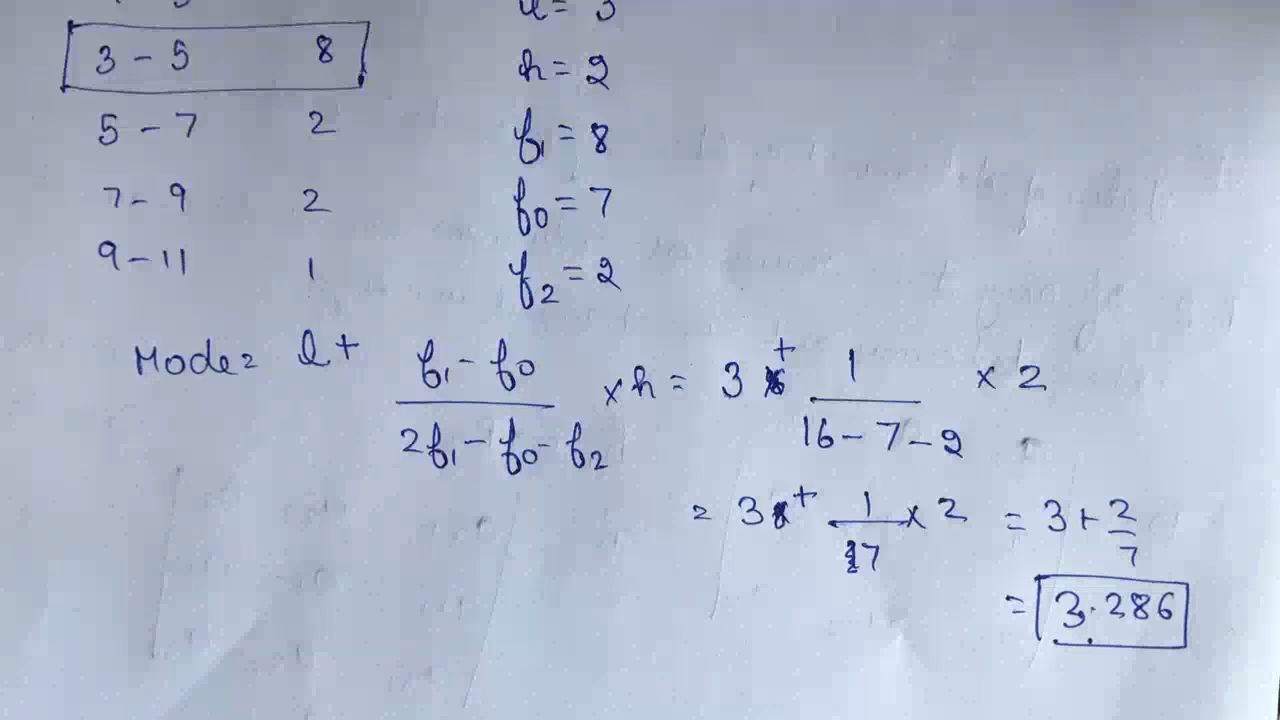 l = 3
3 - 5 8
h = 2
5 - 7 2
f₁ = 8
7 - 9 2
f0 = 7
9 - 11 1
f₂ = 2
Mode = l + (f₁ - f0)/(2f₁ - f0 - f₂) × h = 3 + 1/(16 - 7 - 2) × 2
= 3 + 1/7 × 2 = 3 + 2/7
= 3.286